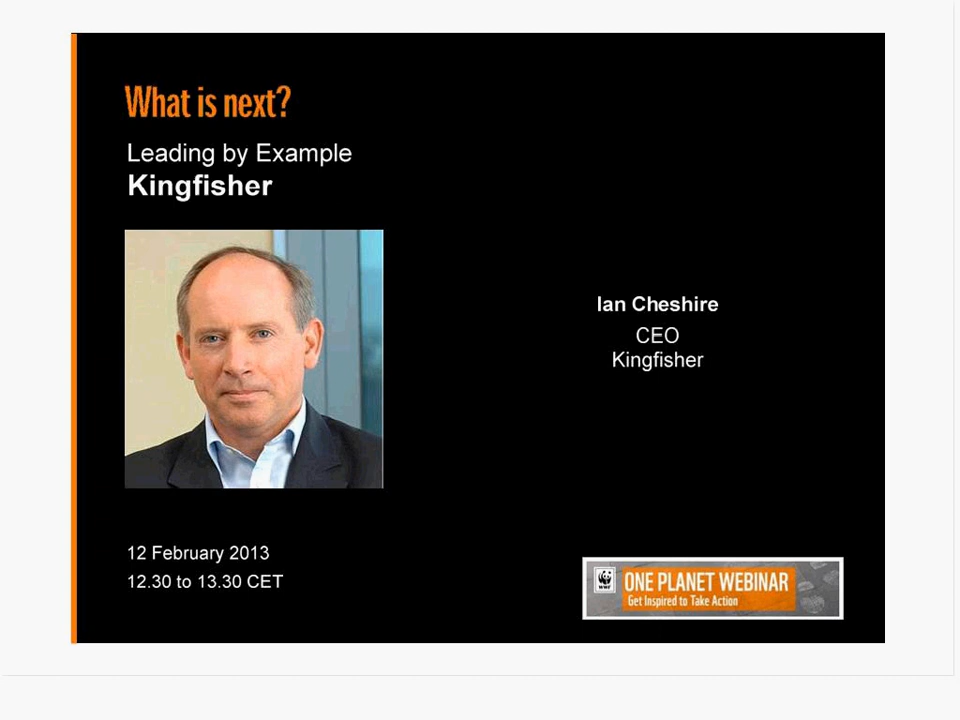 What is next?
Leading by Example
Kingfisher
Ian Cheshire
CEO
Kingfisher
12 February 2013
12.30 to 13.30 CET
WWF
ONE PLANET WEBINAR
Get Inspired to Take Action